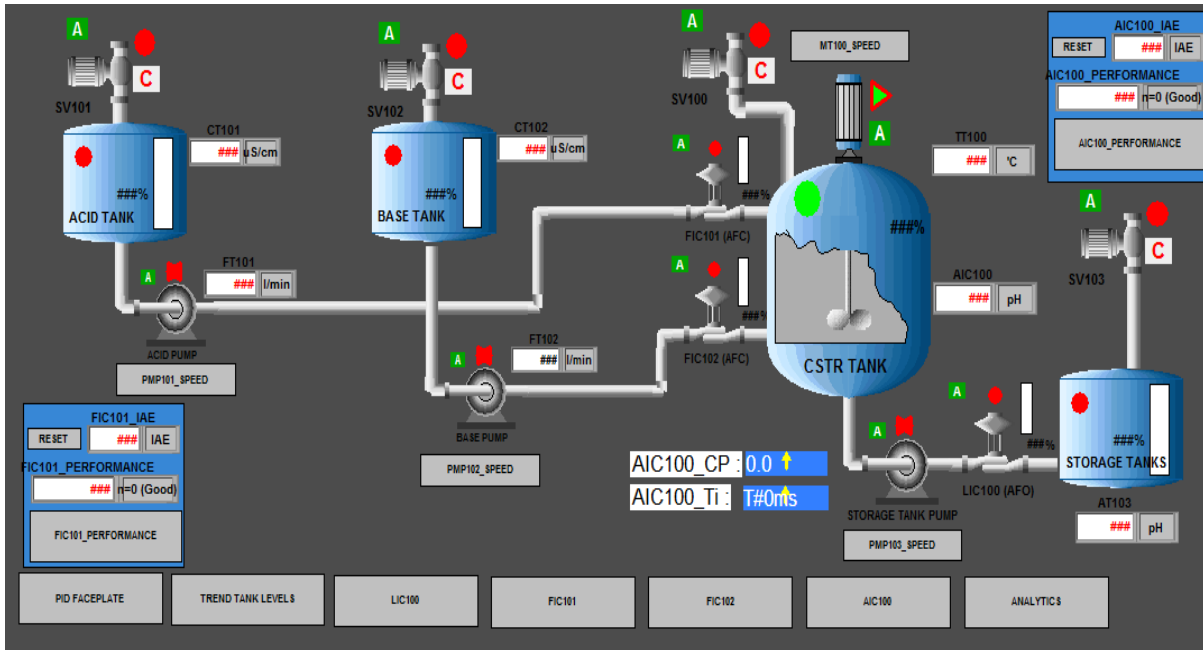 A
C
SV101
CT101
### uS/cm
###%
ACID TANK
FT101
### l/min
A
ACID PUMP
PMP101_SPEED
A
C
SV102
CT102
### uS/cm
###%
BASE TANK
FT102
### l/min
A
BASE PUMP
PMP102_SPEED
A
C
SV100
MT100_SPEED
A
A
###%
FIC101 (AFC)
A
###%
FIC102 (AFC)
###%
CSTR TANK
TT100
### 'C
AIC100
### pH
AIC100_IAE
RESET ### IAE
AIC100_PERFORMANCE
### n=0 (Good)
AIC100_PERFORMANCE
A
C
SV103
###%
STORAGE TANKS
AT103
### pH
A
###%
LIC100 (AFO)
A
STORAGE TANK PUMP
PMP103_SPEED
AIC100_CP : 0.0
AIC100_Ti : T#0ms
FIC101_IAE
RESET ### IAE
FIC101_PERFORMANCE
### n=0 (Good)
FIC101_PERFORMANCE
PID FACEPLATE
TREND TANK LEVELS
LIC100
FIC101
FIC102
AIC100
ANALYTICS